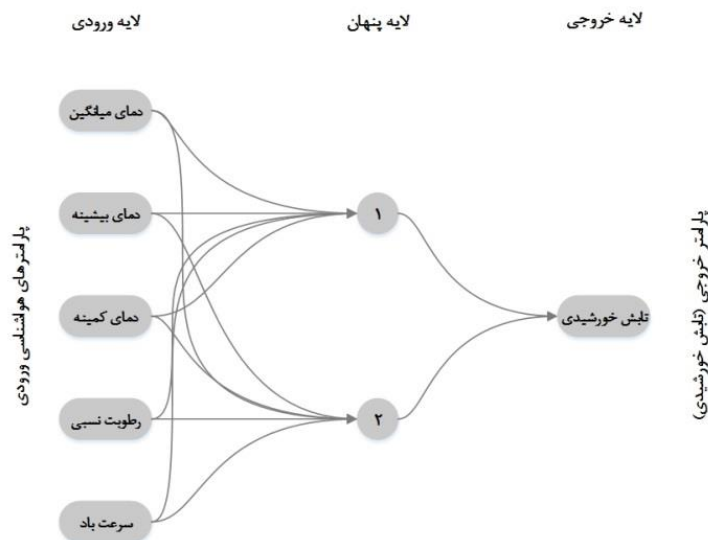 لایه خروجی
لایه پنهان
لایه ورودی
دمای میانگین
دمای بیشینه
دمای کمینه
رطوبت نسبی
سرعت باد
پارامترهای هواشناسی ورودی
۱
۲
تابش خورشیدی
پارامتر خروجی (تابش خورشیدی)